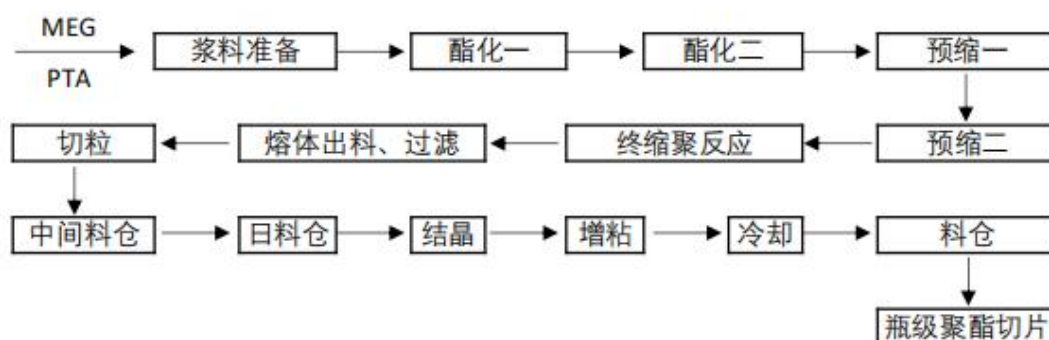 MEG
PTA
浆料准备
酯化一
酯化二
预缩一
预缩二
终缩聚反应
熔体出料、过滤
切粒
中间料仓
日料仓
结晶
增粘
冷却
料仓
瓶级聚酯切片